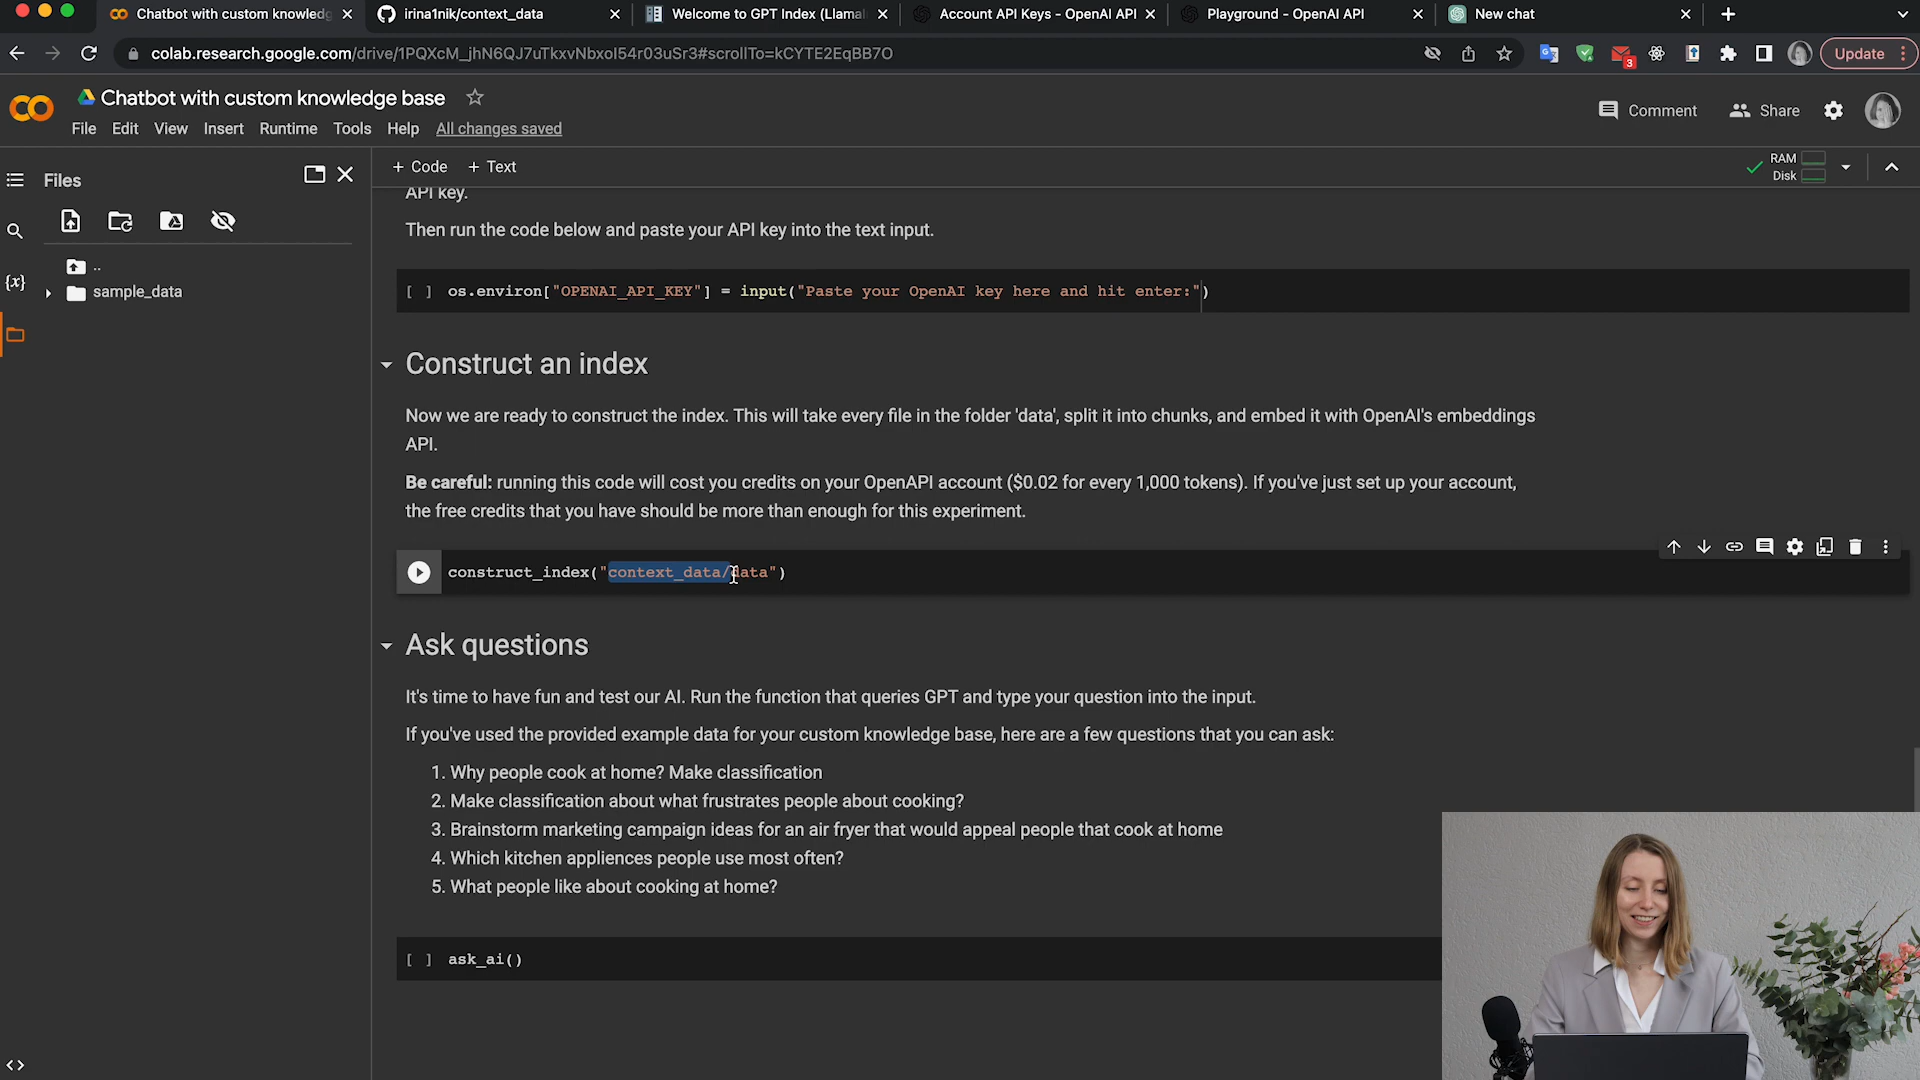 Chatbot with custom knowledg
irina1nik/context_data
Welcome to GPT Index (Llama
Account API Keys - OpenAI API
Playground - OpenAI API
New chat
colab.research.google.com/drive/1PQXcM_jhN6QJ7uTkxvNbxoI54r03uSr3#scrollTo=kCYTE2EqBB7O
3
Update
Chatbot with custom knowledge base
File Edit View Insert Runtime Tools Help All changes saved
Comment
Share
Files
+ Code + Text
RAM
Disk
..
sample_data
{x}
API key.
Then run the code below and paste your API key into the text input.
[ ] os.environ["OPENAI_API_KEY"] = input("Paste your OpenAI key here and hit enter:")
Construct an index
Now we are ready to construct the index. This will take every file in the folder 'data', split it into chunks, and embed it with OpenAI's embeddings
API.
Be careful: running this code will cost you credits on your OpenAPI account ($0.02 for every 1,000 tokens). If you've just set up your account,
the free credits that you have should be more than enough for this experiment.
construct_index("context_data/data")
Ask questions
It's time to have fun and test our AI. Run the function that queries GPT and type your question into the input.
If you've used the provided example data for your custom knowledge base, here are a few questions that you can ask:
1. Why people cook at home? Make classification
2. Make classification about what frustrates people about cooking?
3. Brainstorm marketing campaign ideas for an air fryer that would appeal people that cook at home
4. Which kitchen appliences people use most often?
5. What people like about cooking at home?
[ ] ask_ai()